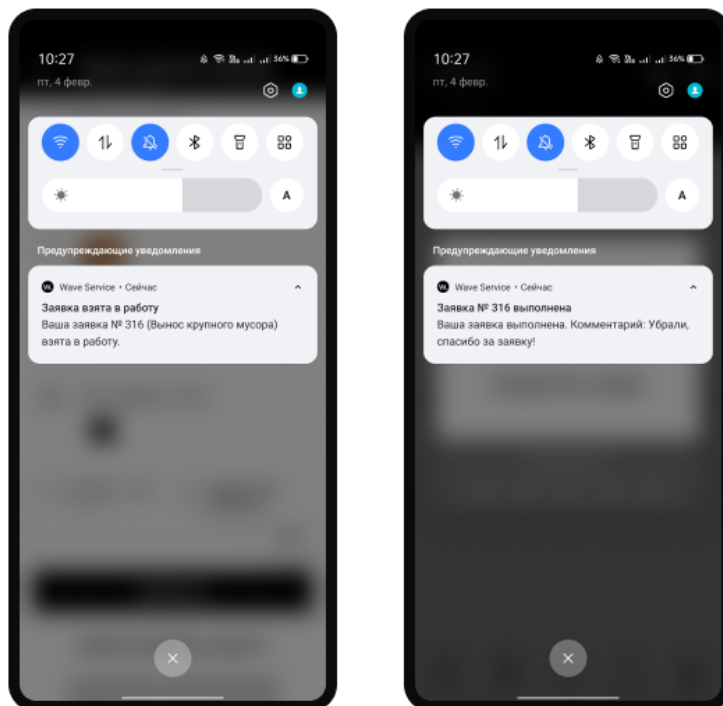 10:27
36%
пт, 4 февр.
A
Предупреждающие уведомления
Wave Service • Сейчас
Заявка взята в работу
Ваша заявка № 316 (Вынос крупного мусора)
взята в работу.
10:27
36%
пт, 4 февр.
A
Предупреждающие уведомления
Wave Service • Сейчас
Заявка № 316 выполнена
Ваша заявка выполнена. Комментарий: Убрали,
спасибо за заявку!